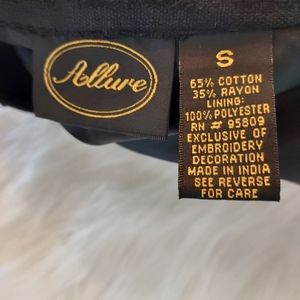 Allure
S
65% COTTON
35% RAYON
LINING:
100% POLYESTER
RN # 95809
EXCLUSIVE OF
EMBROIDERY
DECORATION
MADE IN INDIA
SEE REVERSE
FOR CARE